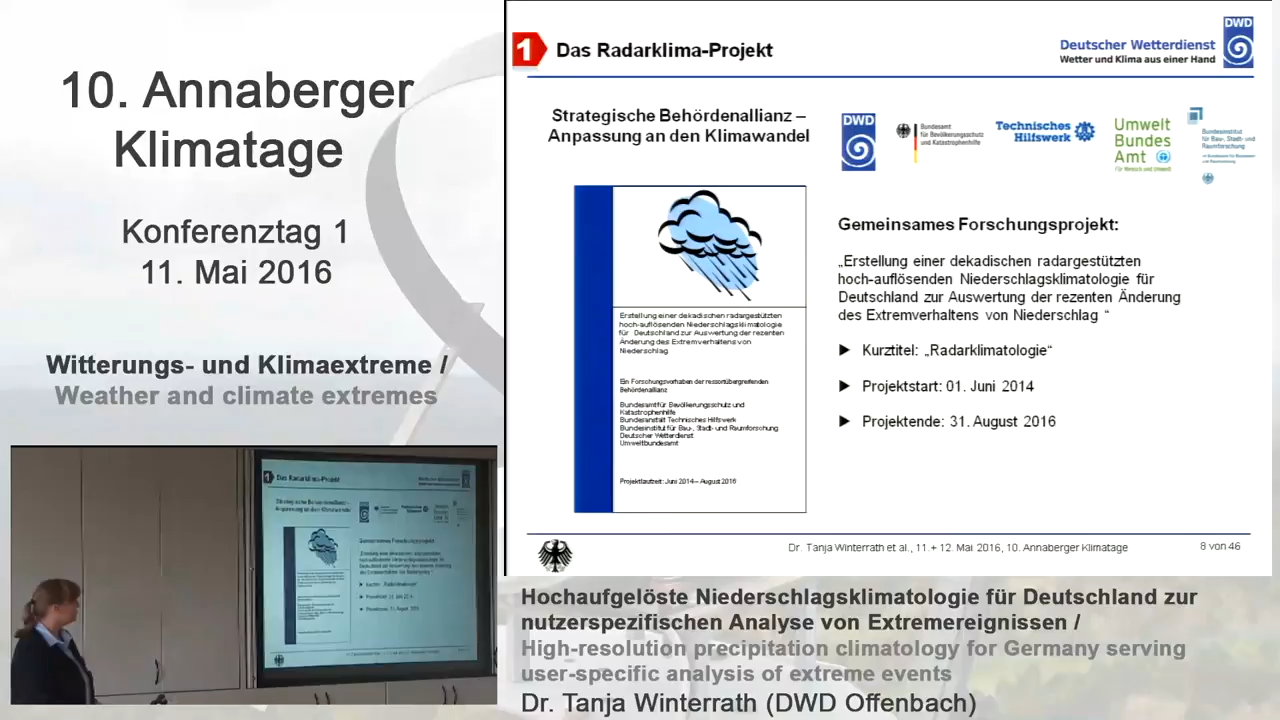 10. Annaberger
Klimatage
Konferenztag 1
11. Mai 2016
Witterungs- und Klimaextreme /
Weather and climate extremes
1 Das Radarklima-Projekt
Deutscher Wetterdienst
Wetter und Klima aus einer Hand
DWD
Strategische Behördenallianz –
Anpassung an den Klimawandel
DWD
Bundesamt
für Bevölkerungsschutz
und Katastrophenhilfe
Technisches
Hilfswerk
Umwelt
Bundes
Amt
Für Mensch und Umwelt
Bundesinstitut
für Bau-, Stadt- und
Raumforschung
Erstellung einer dekadischen radargestützten
hoch-auflösenden Niederschlagsklimatologie
für Deutschland zur Auswertung der rezenten
Änderung des Extremverhaltens von
Niederschlag.
Ein Forschungsvorhaben der ressortübergreifenden
Behördenallianz
Bundesamt für Bevölkerungsschutz und
Katastrophenhilfe
Bundesanstalt Technisches Hilfswerk
Bundesinstitut für Bau-, Stadt- und Raumforschung
Deutscher Wetterdienst
Umweltbundesamt
Projektlaufzeit: Juni 2014 – August 2016
Gemeinsames Forschungsprojekt:
„Erstellung einer dekadischen radargestützten
hoch-auflösenden Niederschlagsklimatologie für
Deutschland zur Auswertung der rezenten Änderung
des Extremverhaltens von Niederschlag “
Kurztitel: „Radarklimatologie“
Projektstart: 01. Juni 2014
Projektende: 31. August 2016
Dr. Tanja Winterrath et al., 11.+ 12. Mai 2016, 10. Annaberger Klimatage
8 von 46
Das Radarklima-Projekt
Hochaufgelöste Niederschlagsklimatologie für Deutschland zur
nutzerspezifischen Analyse von Extremereignissen /
High-resolution precipitation climatology for Germany serving
user-specific analysis of extreme events
Dr. Tanja Winterrath (DWD Offenbach)